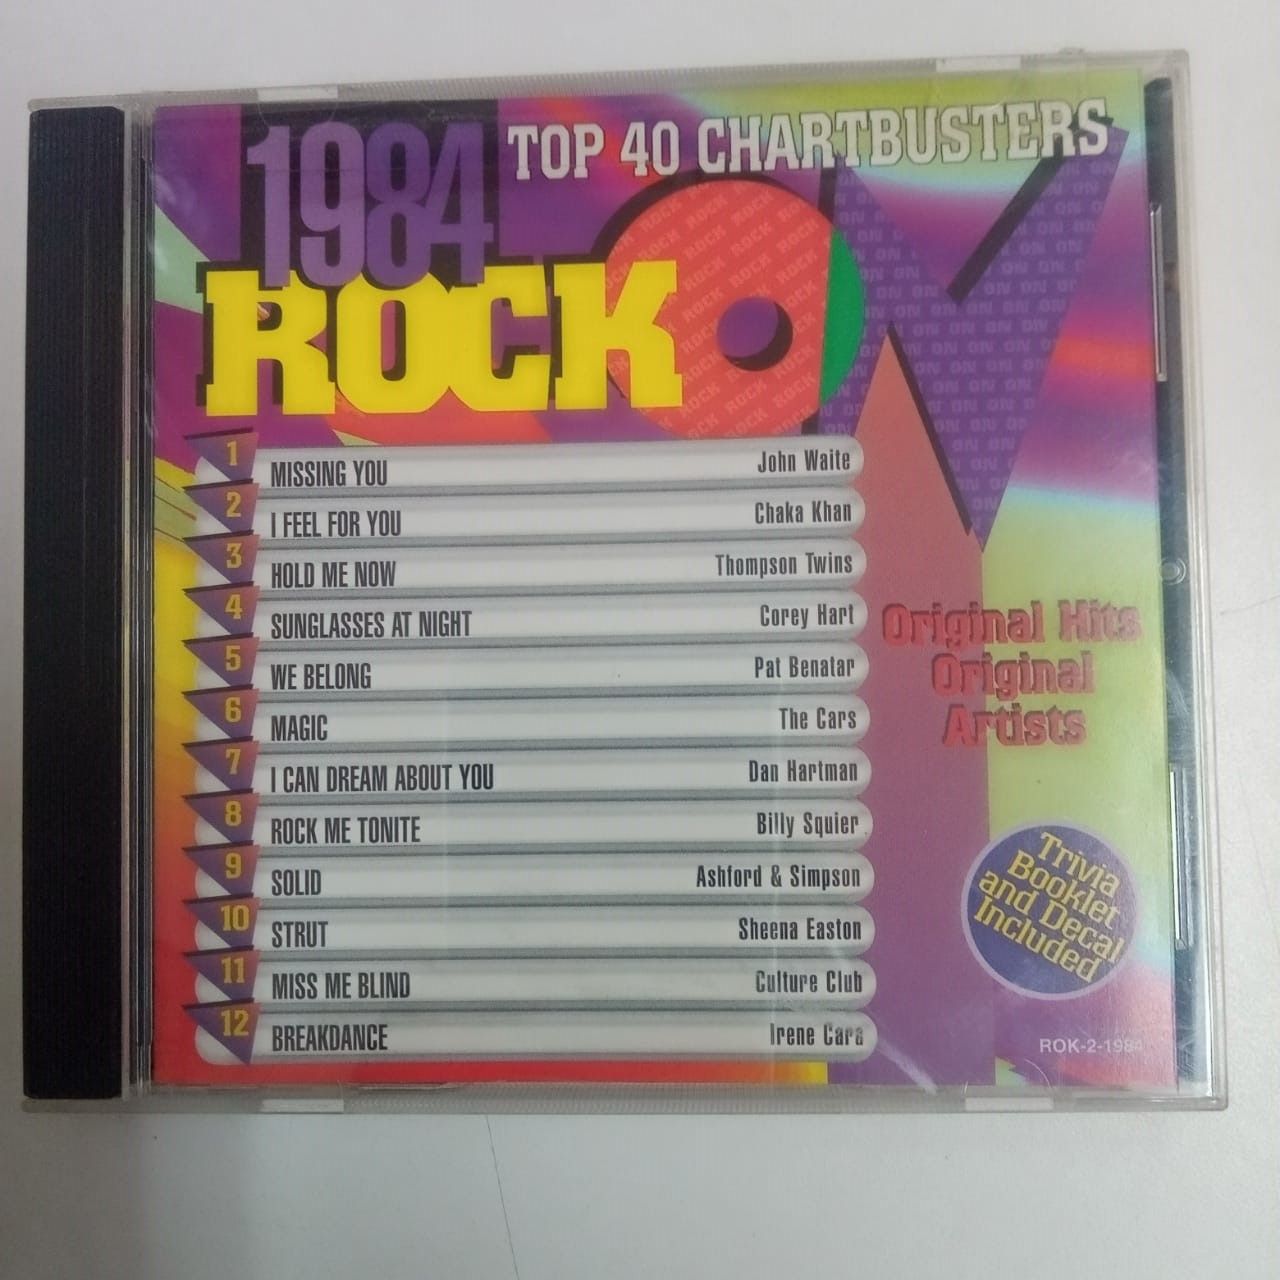 1984 TOP 40 CHARTBUSTERS
ROCK ON
1 MISSING YOU John Waite
2 I FEEL FOR YOU Chaka Khan
3 HOLD ME NOW Thompson Twins
4 SUNGLASSES AT NIGHT Corey Hart
5 WE BELONG Pat Benatar
6 MAGIC The Cars
7 I CAN DREAM ABOUT YOU Dan Hartman
8 ROCK ME TONITE Billy Squier
9 SOLID Ashford & Simpson
10 STRUT Sheena Easton
11 MISS ME BLIND Culture Club
12 BREAKDANCE Irene Cara
Original Hits
Original
Artists
Trivia
Booklet
and Decal
Included
ROK-2-1984